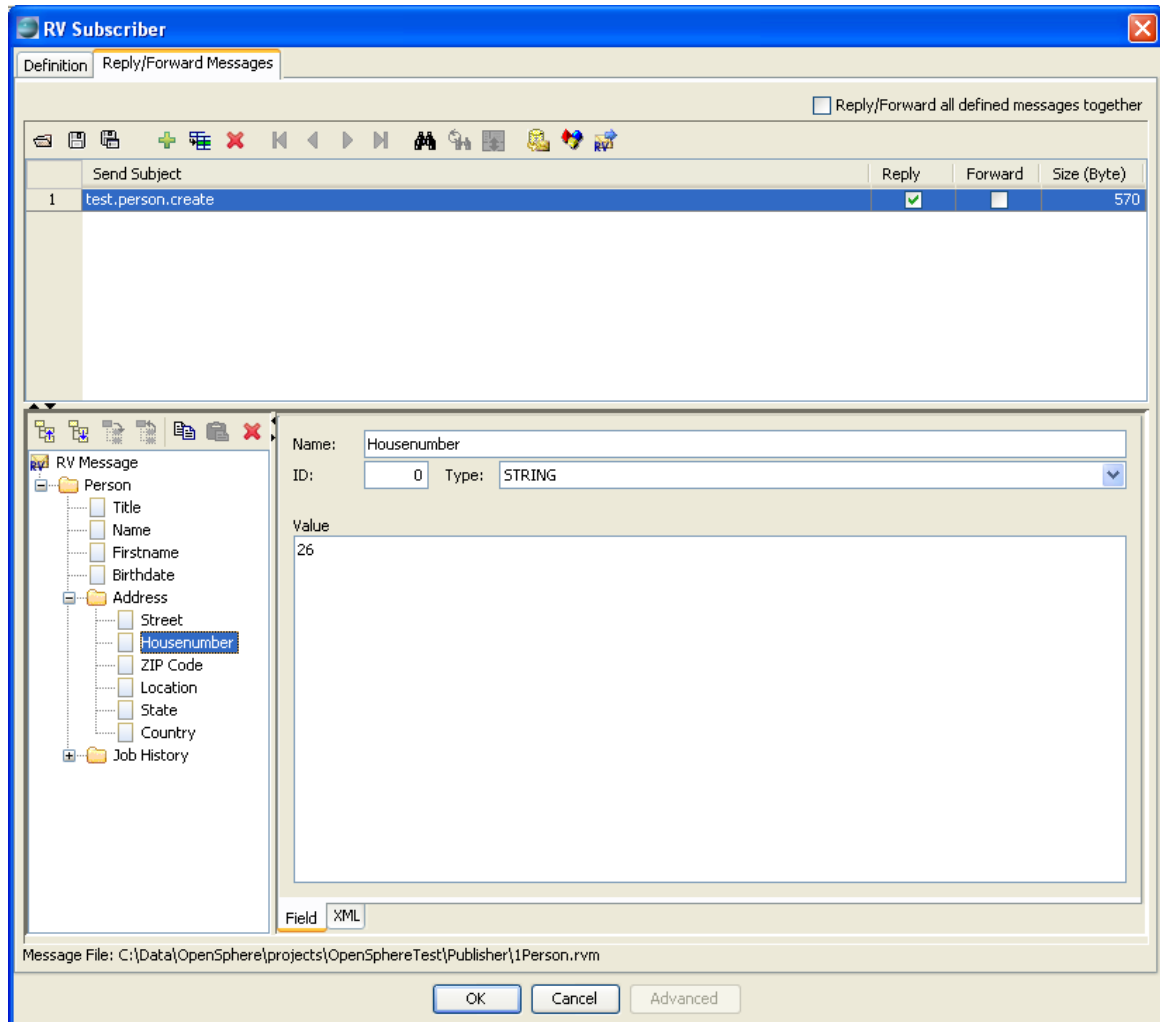 RV Subscriber
Definition Reply/Forward Messages
Reply/Forward all defined messages together
RV
Send Subject Reply Forward Size (Byte)
1 test.person.create 570
Name: Housenumber
RV RV Message
ID: 0 Type: STRING
Person
Title
Value
Name
26
Firstname
Birthdate
Address
Street
Housenumber
ZIP Code
Location
State
Country
Job History
Field XML
Message File: C:\Data\OpenSphere\projects\OpenSphereTest\Publisher\1Person.rvm
OK Cancel Advanced